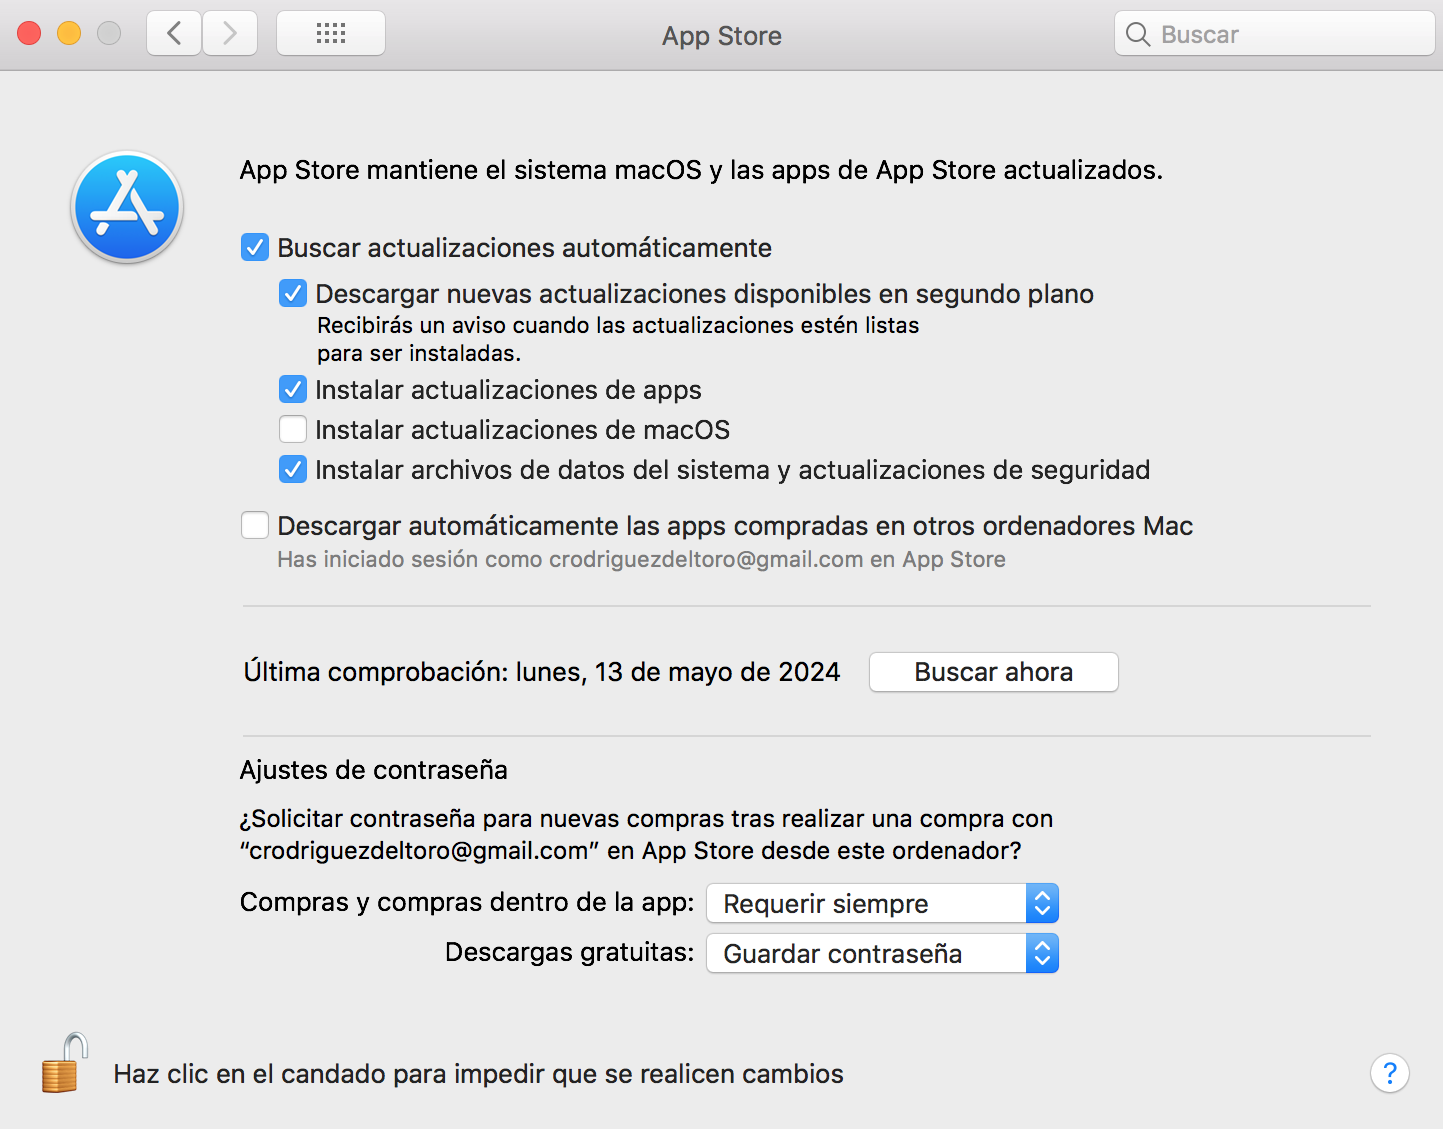 App Store
Buscar
App Store mantiene el sistema macOS y las apps de App Store actualizados.
Buscar actualizaciones automáticamente
Descargar nuevas actualizaciones disponibles en segundo plano
Recibirás un aviso cuando las actualizaciones estén listas
para ser instaladas.
Instalar actualizaciones de apps
Instalar actualizaciones de macOS
Instalar archivos de datos del sistema y actualizaciones de seguridad
Descargar automáticamente las apps compradas en otros ordenadores Mac
Has iniciado sesión como crodriguezdeltoro@gmail.com en App Store
Última comprobación: lunes, 13 de mayo de 2024 Buscar ahora
Ajustes de contraseña
¿Solicitar contraseña para nuevas compras tras realizar una compra con
“crodriguezdeltoro@gmail.com” en App Store desde este ordenador?
Compras y compras dentro de la app: Requerir siempre
Descargas gratuitas: Guardar contraseña
Haz clic en el candado para impedir que se realicen cambios ?